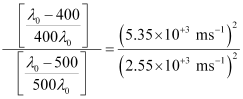 [λ₀ − 400 / 400λ₀] / [λ₀ − 500 / 500λ₀] = (5.35×10⁺³ ms⁻¹)² / (2.55×10⁺³ ms⁻¹)²